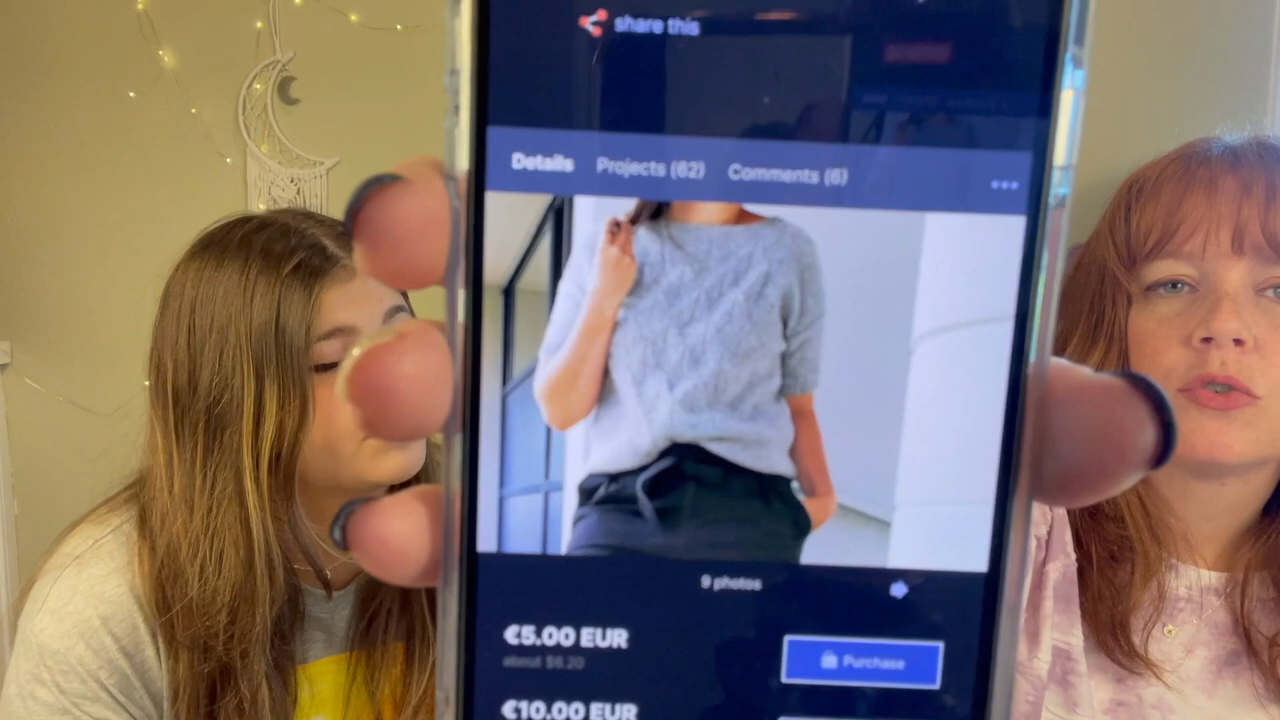 share this
Details Projects (62) Comments (6)
9 photos
€5.00 EUR
about $6.20
Purchase
€10.00 EUR